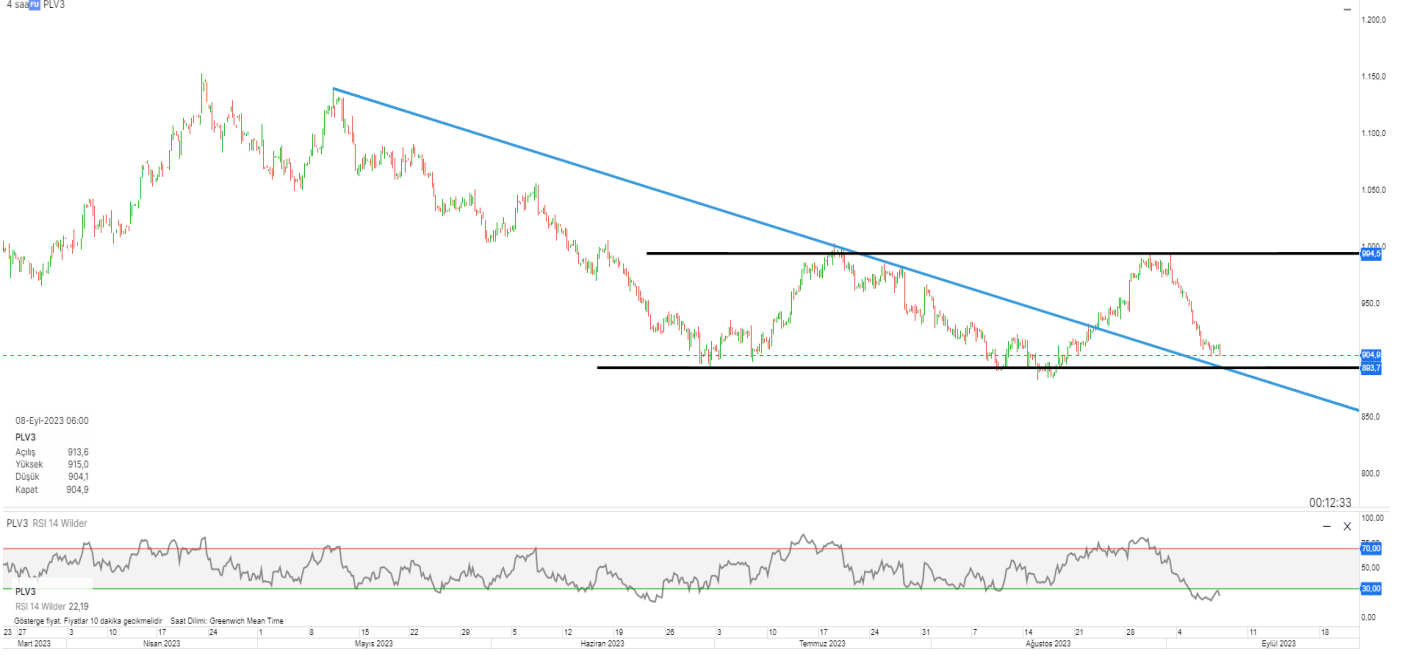 4 saa ru PLV3
1.200,0
1.150,0
1.100,0
1.050,0
1.000,0
994,5
950,0
904,9
893,7
850,0
800,0
08-Eyl-2023 06:00
PLV3
Açılış 913,6
Yüksek 915,0
Düşük 904,1
Kapat 904,9
00:12:33
PLV3 RSI 14 Wilder
100,00
70,00
50,00
30,00
0,00
PLV3
RSI 14 Wilder 22,19
Gösterge fiyat. Fiyatlar 10 dakika gecikmelidir Saat Dilimi: Greenwich Mean Time
23 27 3 10 17 24 1 8 15 22 29 5 12 19 26 3 10 17 24 31 7 14 21 28 4 11 18
Mart 2023 Nisan 2023 Mayıs 2023 Haziran 2023 Temmuz 2023 Ağustos 2023 Eylül 2023